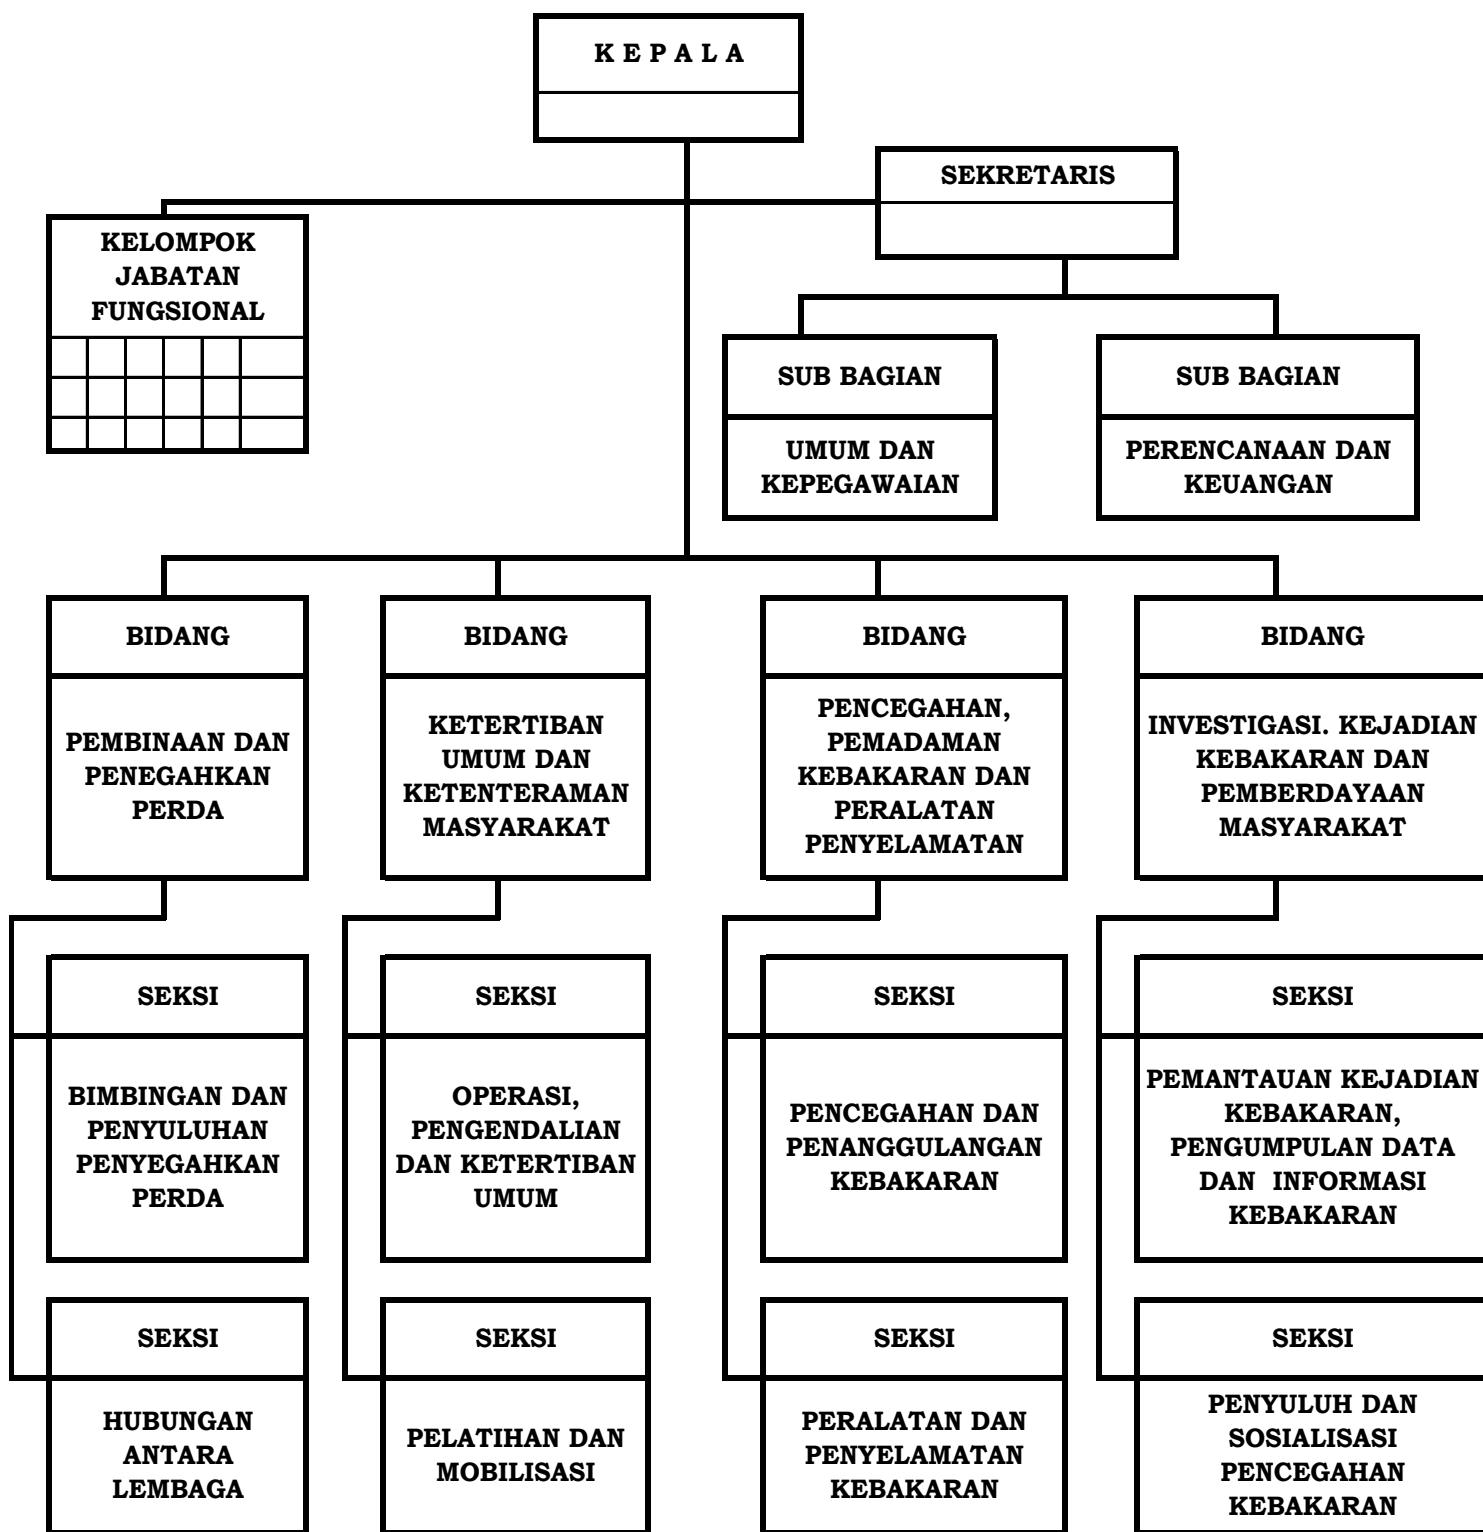 K E P A L A
SEKRETARIS
KELOMPOK
JABATAN
FUNGSIONAL
SUB BAGIAN
UMUM DAN
KEPEGAWAIAN
SUB BAGIAN
PERENCANAAN DAN
KEUANGAN
BIDANG
PEMBINAAN DAN
PENEGAHKAN
PERDA
BIDANG
KETERTIBAN
UMUM DAN
KETENTERAMAN
MASYARAKAT
BIDANG
PENCEGAHAN,
PEMADAMAN
KEBAKARAN DAN
PERALATAN
PENYELAMATAN
BIDANG
INVESTIGASI. KEJADIAN
KEBAKARAN DAN
PEMBERDAYAAN
MASYARAKAT
SEKSI
BIMBINGAN DAN
PENYULUHAN
PENYEGAHKAN
PERDA
SEKSI
OPERASI,
PENGENDALIAN
DAN KETERTIBAN
UMUM
SEKSI
PENCEGAHAN DAN
PENANGGULANGAN
KEBAKARAN
SEKSI
PEMANTAUAN KEJADIAN
KEBAKARAN,
PENGUMPULAN DATA
DAN  INFORMASI
KEBAKARAN
SEKSI
HUBUNGAN
ANTARA
LEMBAGA
SEKSI
PELATIHAN DAN
MOBILISASI
SEKSI
PERALATAN DAN
PENYELAMATAN
KEBAKARAN
SEKSI
PENYULUH DAN
SOSIALISASI
PENCEGAHAN
KEBAKARAN